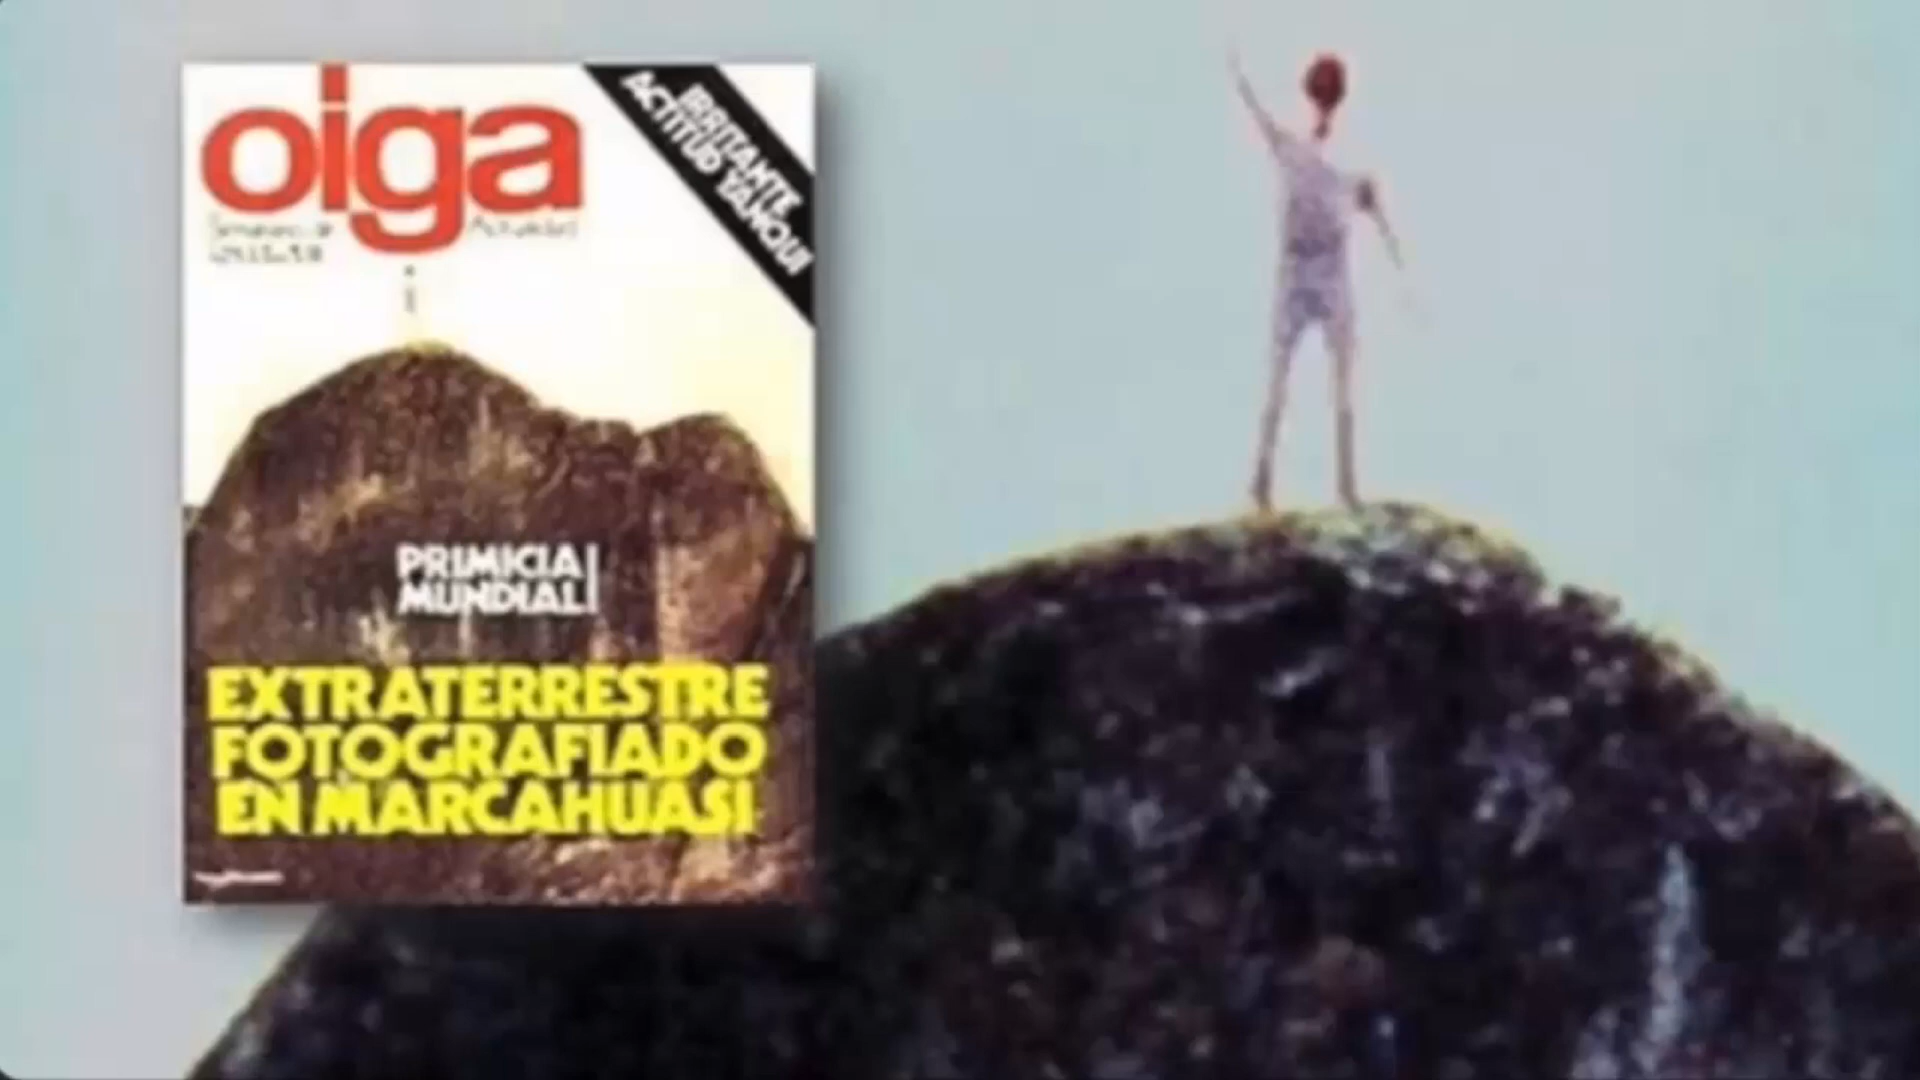 oiga
IRRITANTE
ACTITUD YANQUI
PRIMICIA
MUNDIAL!
EXTRATERRESTRE
FOTOGRAFIADO
EN MARCAHUASI